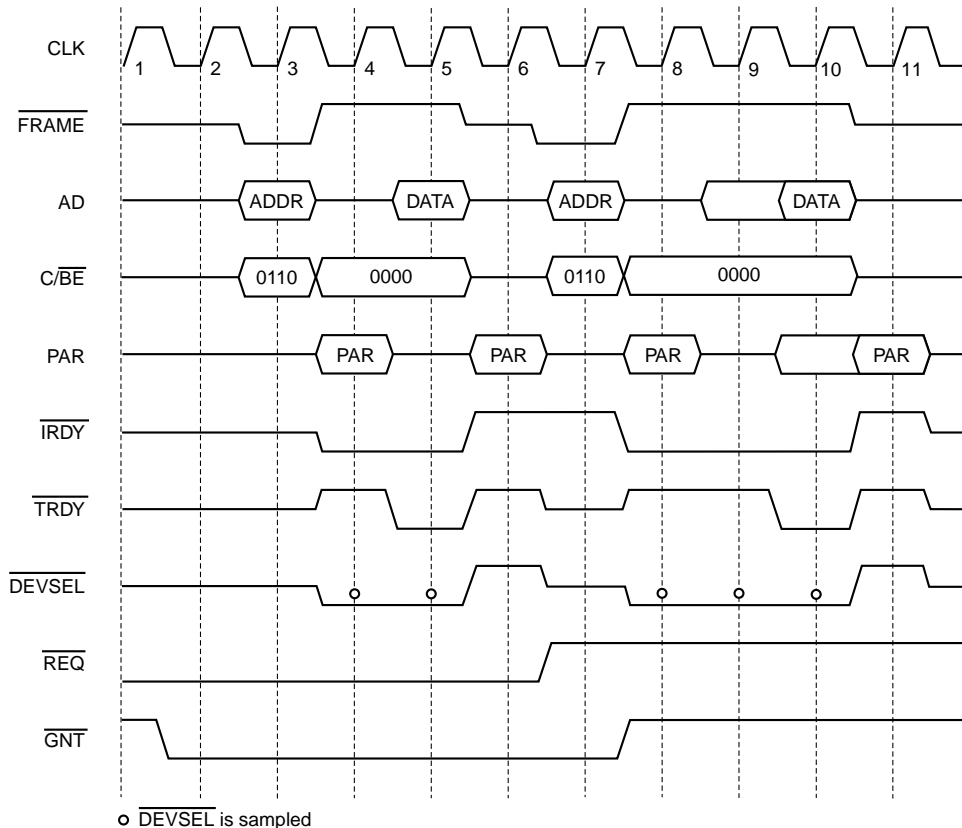 CLK
1 2 3 4 5 6 7 8 9 10 11
FRAME
AD
ADDR DATA ADDR DATA
C/BE
0110 0000 0110 0000
PAR
PAR PAR PAR PAR
IRDY
TRDY
DEVSEL
REQ
GNT
DEVSEL is sampled